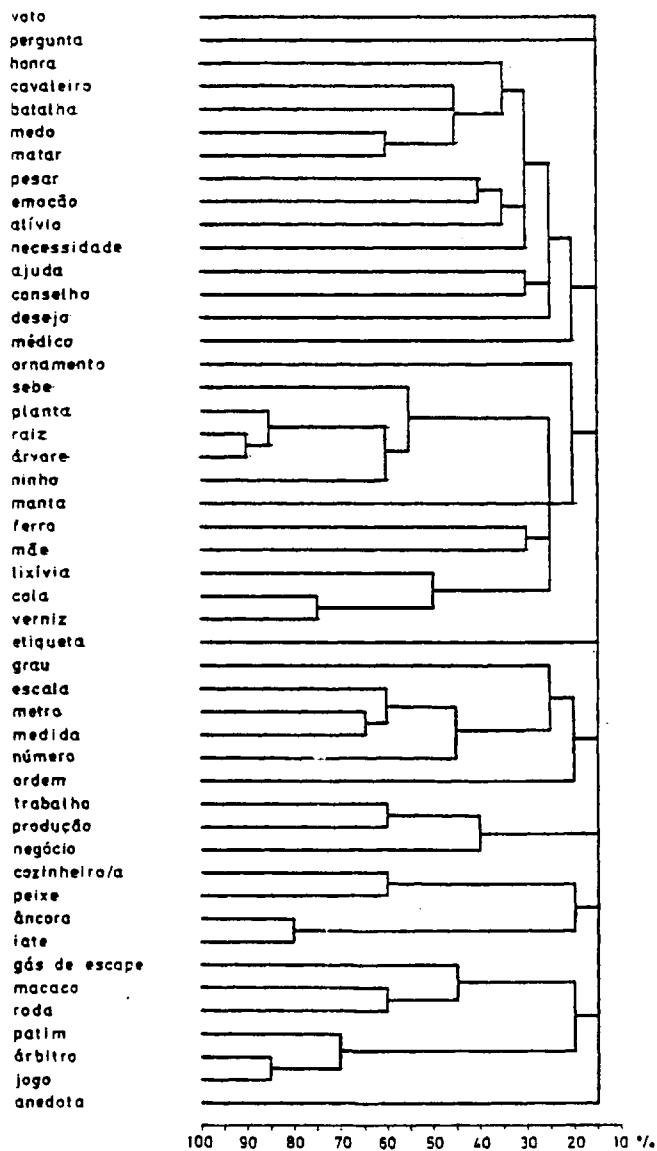 voto
pergunta
honra
cavaleiro
batalha
medo
matar
pesar
emoção
alívio
necessidade
ajuda
conselho
desejo
médico
ornamento
sebe
planta
raiz
árvore
ninho
manta
ferro
mãe
lixívia
cola
verniz
etiqueta
grau
escala
metro
medida
número
ordem
trabalho
produção
negócio
cozinheiro/a
peixe
âncora
iate
gás de escape
macaco
roda
patim
árbitro
jogo
anedota
100 90 80 70 60 50 40 30 20 10 %